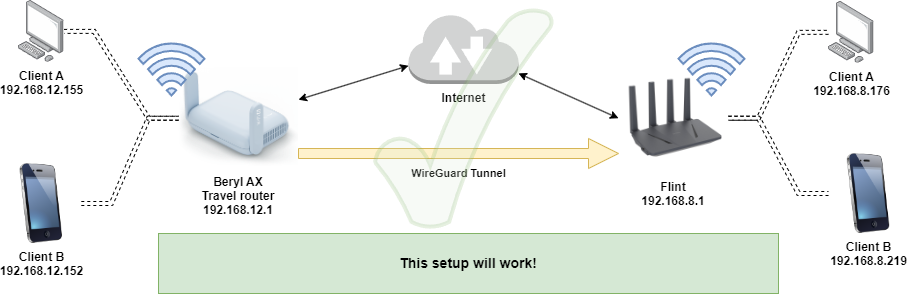 Client A
192.168.12.155
Internet
Client A
192.168.8.176
WireGuard Tunnel
Beryl AX
Travel router
192.168.12.1
Flint
192.168.8.1
Client B
192.168.12.152
This setup will work!
Client B
192.168.8.219